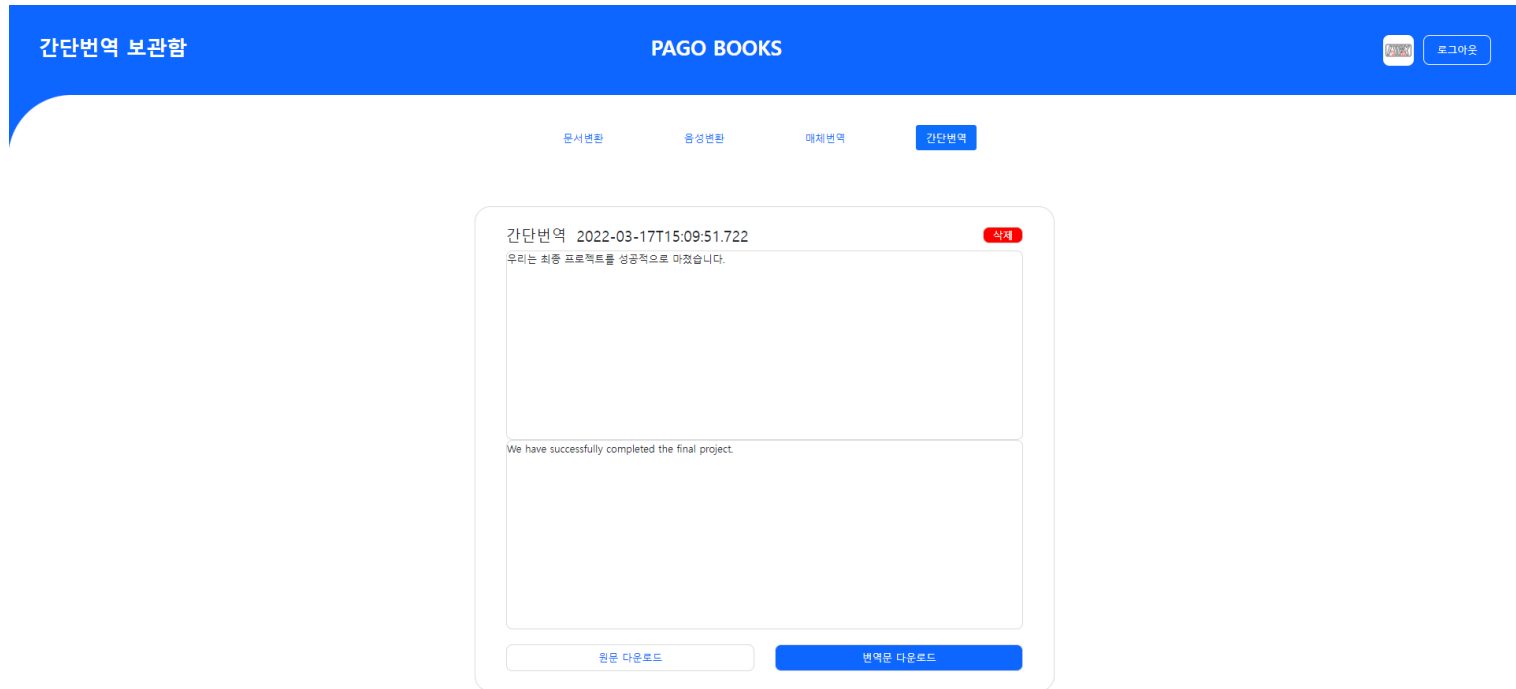 간단번역 보관함
PAGO BOOKS
로그아웃
문서변환
음성변환
매체번역
간단번역
간단번역 2022-03-17T15:09:51.722
삭제
우리는 최종 프로젝트를 성공적으로 마쳤습니다.
We have successfully completed the final project.
원문 다운로드
번역문 다운로드